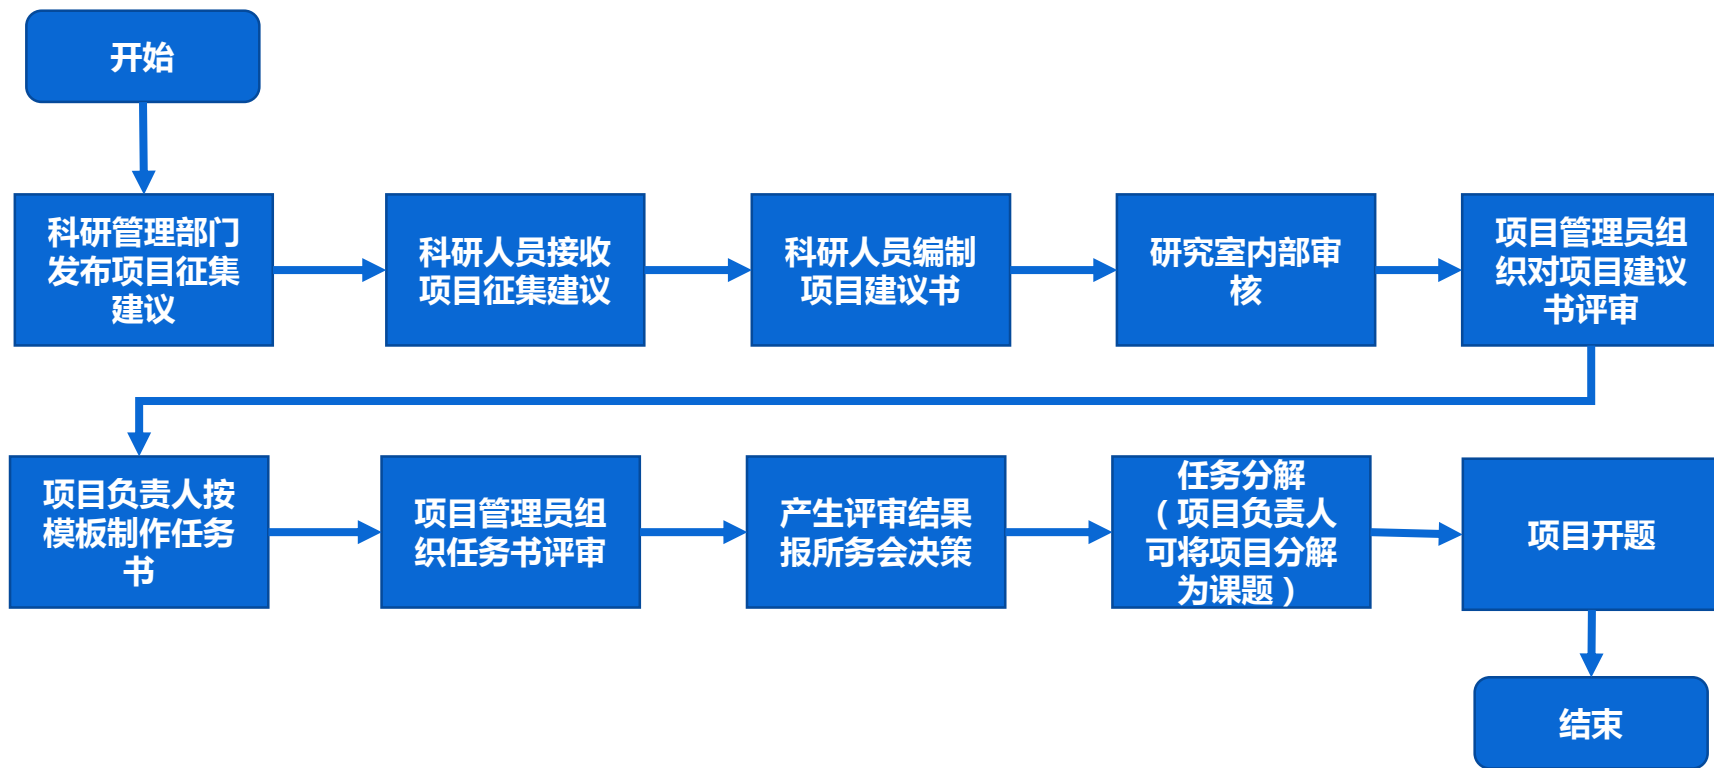 开始
科研管理部门
发布项目征集
建议
科研人员接收
项目征集建议
科研人员编制
项目建议书
研究室内部审
核
项目管理员组
织对项目建议
书评审
项目负责人按
模板制作任务
书
项目管理员组
织任务书评审
产生评审结果
报所务会决策
任务分解
（项目负责人
可将项目分解
为课题）
项目开题
结束